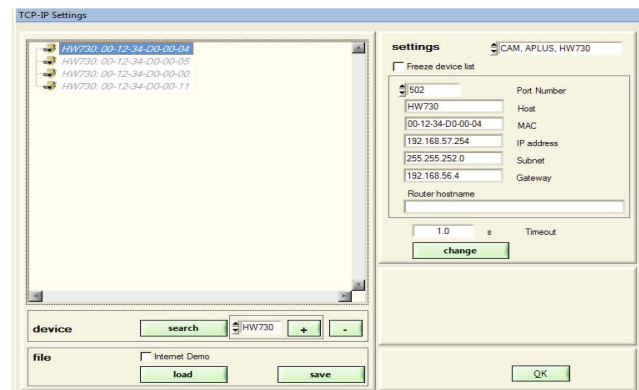 TCP-IP Settings
HW730: 00-12-34-D0-00-04
HW730: 00-12-34-D0-00-05
HW730: 00-12-34-D0-00-00
HW730: 00-12-34-D0-00-11
device
search
HW730
+
-
file
Internet Demo
load
save
settings
CAM, APLUS, HW730
Freeze device list
502 Port Number
HW730 Host
00-12-34-D0-00-04 MAC
192.168.57.254 IP address
255.255.252.0 Subnet
192.168.56.4 Gateway
Router hostname
1.0 s Timeout
change
OK